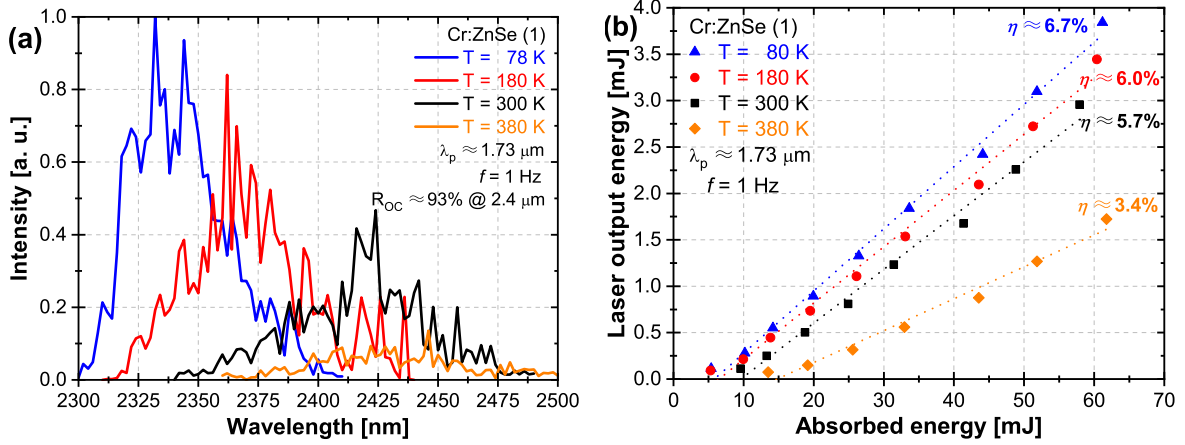 (a)
Cr:ZnSe (1)
T = 78 K
T = 180 K
T = 300 K
T = 380 K
λp ≈ 1.73 μm
f = 1 Hz
ROC ≈ 93% @ 2.4 μm
Intensity [a. u.]
1.0
0.8
0.6
0.4
0.2
0.0
2300 2325 2350 2375 2400 2425 2450 2475 2500
Wavelength [nm]
(b)
Cr:ZnSe (1)
T = 80 K
T = 180 K
T = 300 K
T = 380 K
λp ≈ 1.73 μm
f = 1 Hz
η ≈ 6.7%
η ≈ 6.0%
η ≈ 5.7%
η ≈ 3.4%
Laser output energy [mJ]
4.0
3.5
3.0
2.5
2.0
1.5
1.0
0.5
0.0
0 10 20 30 40 50 60 70
Absorbed energy [mJ]